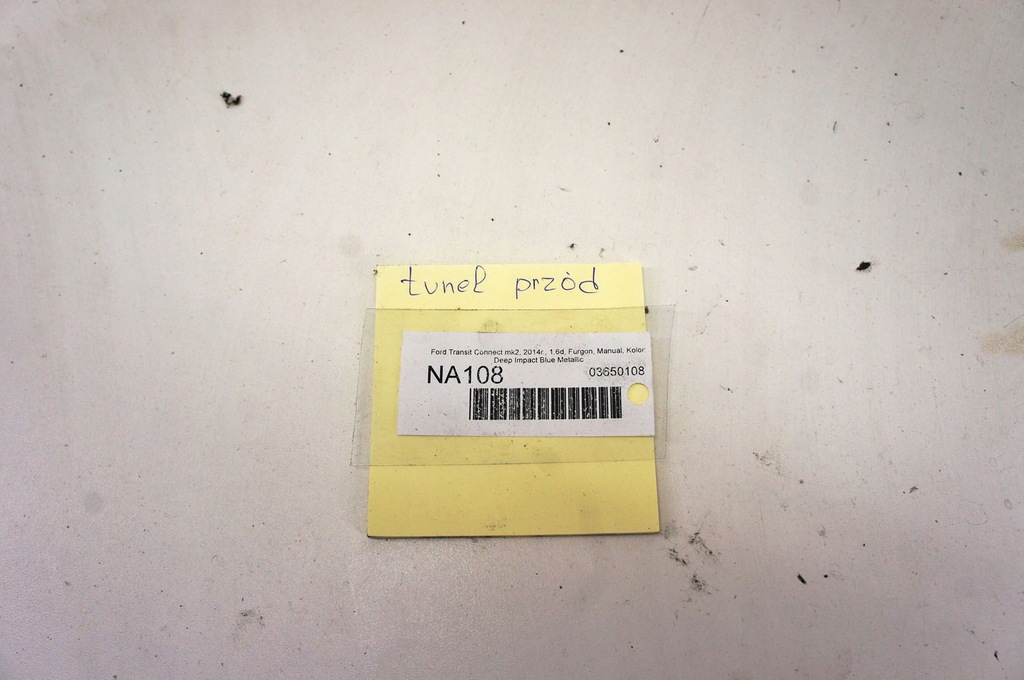 tunel przód
Ford Transit Connect mk2, 2014r., 1.6d, Furgon, Manual, Kolor:
Deep Impact Blue Metallic
NA108 03650108